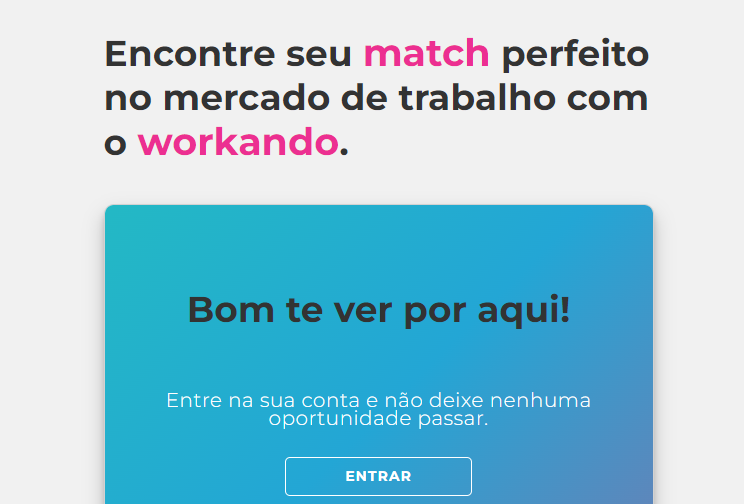 Encontre seu match perfeito
no mercado de trabalho com
o workando.
Bom te ver por aqui!
Entre na sua conta e não deixe nenhuma
oportunidade passar.
ENTRAR